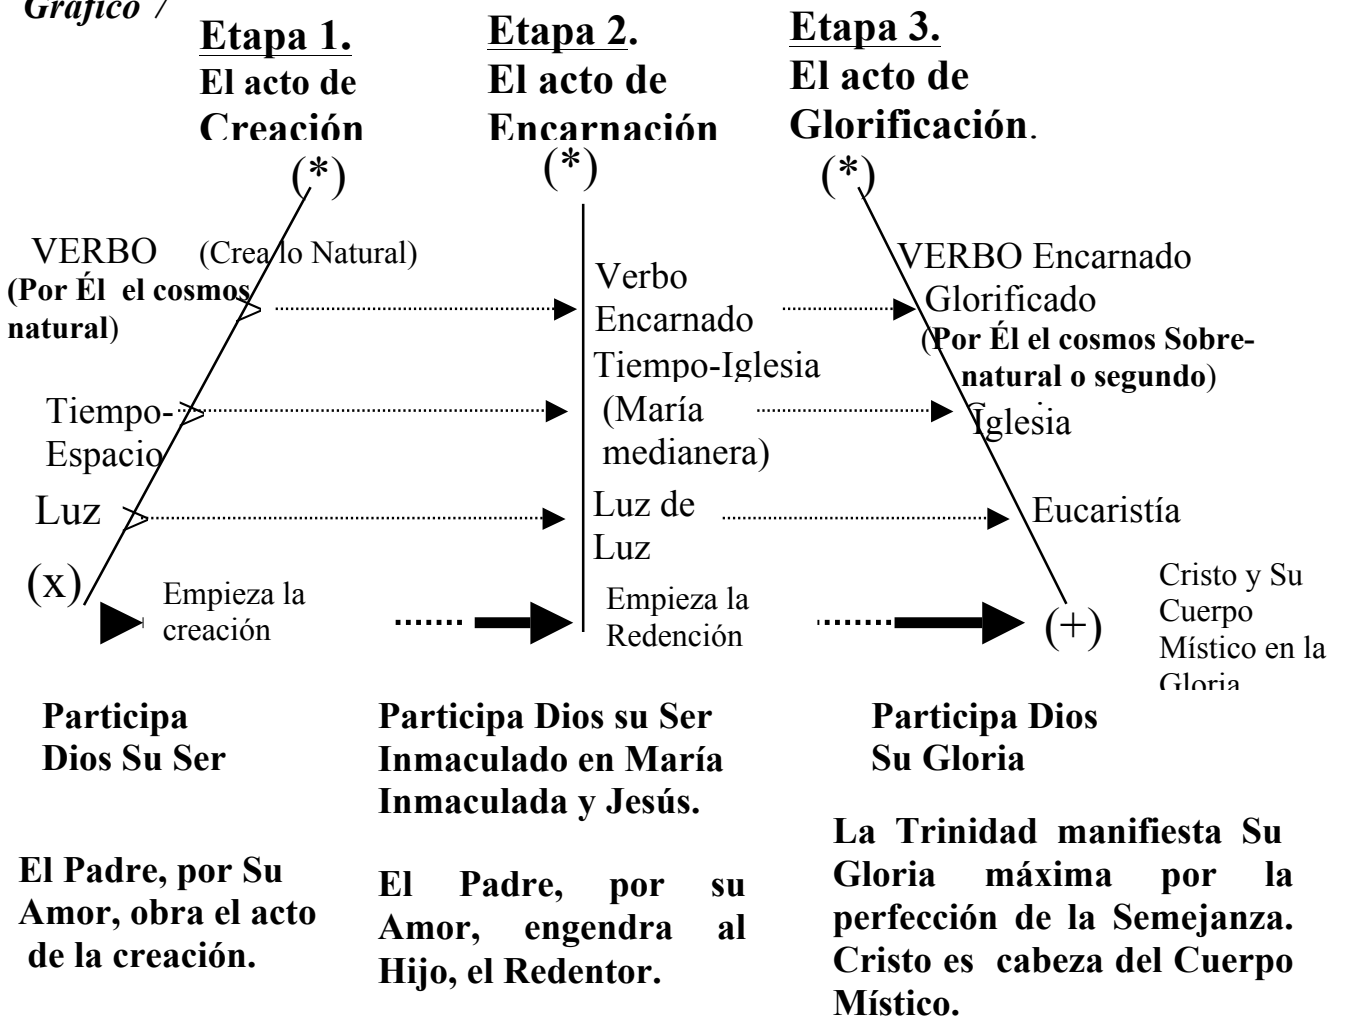 Gráfico 7
Etapa 1.
El acto de
Creación
(*)
Etapa 2.
El acto de
Encarnación
(*)
Etapa 3.
El acto de
Glorificación.
(*)
VERBO (Crea lo Natural)
(Por Él el cosmos
natural)
Verbo
Encarnado
VERBO Encarnado
Glorificado
(Por Él el cosmos Sobre-
natural o segundo)
Tiempo-
Espacio
Tiempo-Iglesia
(María
medianera)
Iglesia
Luz
Luz de
Luz
Eucaristía
(x)
Empieza la
creación
Empieza la
Redención
(+)
Cristo y Su
Cuerpo
Místico en la
Gloria
Participa
Dios Su Ser
Participa Dios su Ser
Inmaculado en María
Inmaculada y Jesús.
Participa Dios
Su Gloria
El Padre, por Su
Amor, obra el acto
de la creación.
El Padre, por su
Amor, engendra al
Hijo, el Redentor.
La Trinidad manifiesta Su
Gloria máxima por la
perfección de la Semejanza.
Cristo es cabeza del Cuerpo
Místico.